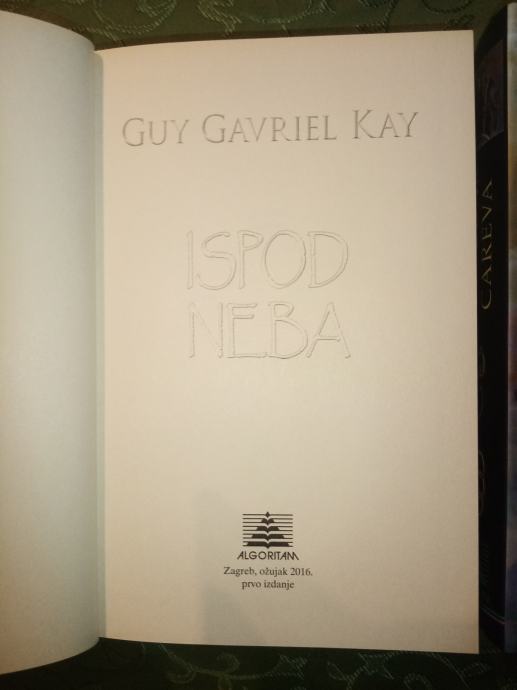 GUY GAVRIEL KAY
ISPOD
NEBA
ALGORITAM
Zagreb, ožujak 2016.
prvo izdanje
CAREVA